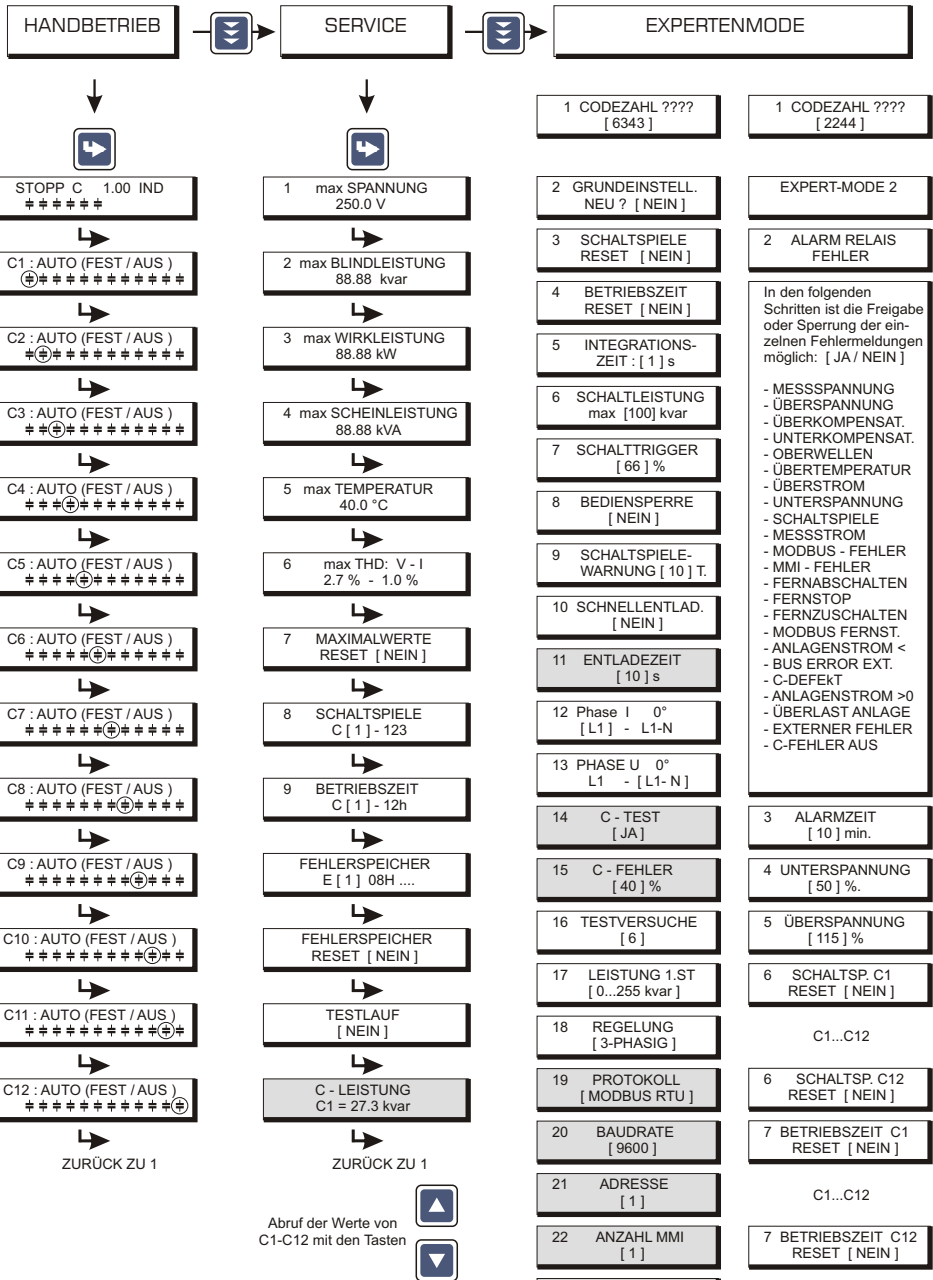 HANDBETRIEB
SERVICE
EXPERTENMODE
STOPP C 1.00 IND
C1 : AUTO (FEST / AUS )
C2 : AUTO (FEST / AUS )
C3 : AUTO (FEST / AUS )
C4 : AUTO (FEST / AUS )
C5 : AUTO (FEST / AUS )
C6 : AUTO (FEST / AUS )
C7 : AUTO (FEST / AUS )
C8 : AUTO (FEST / AUS )
C9 : AUTO (FEST / AUS )
C10 : AUTO (FEST / AUS )
C11 : AUTO (FEST / AUS )
C12 : AUTO (FEST / AUS )
ZURÜCK ZU 1
1 max SPANNUNG
250.0 V
2 max BLINDLEISTUNG
88.88 kvar
3 max WIRKLEISTUNG
88.88 kW
4 max SCHEINLEISTUNG
88.88 kVA
5 max TEMPERATUR
40.0 °C
6 max THD: V - I
2.7 % - 1.0 %
7 MAXIMALWERTE
RESET [ NEIN ]
8 SCHALTSPIELE
C [ 1 ] - 123
9 BETRIEBSZEIT
C [ 1 ] - 12h
FEHLERSPEICHER
E [ 1 ] 08H ....
FEHLERSPEICHER
RESET [ NEIN ]
TESTLAUF
[ NEIN ]
C - LEISTUNG
C1 = 27.3 kvar
ZURÜCK ZU 1
Abruf der Werte von
C1-C12 mit den Tasten
1 CODEZAHL ????
[ 6343 ]
2 GRUNDEINSTELL.
NEU ? [ NEIN ]
3 SCHALTSPIELE
RESET [ NEIN ]
4 BETRIEBSZEIT
RESET [ NEIN ]
5 INTEGRATIONS-
ZEIT : [ 1 ] s
6 SCHALTLEISTUNG
max [100] kvar
7 SCHALTTRIGGER
[ 66 ] %
8 BEDIENSPERRE
[ NEIN ]
9 SCHALTSPIELE-
WARNUNG [ 10 ] T.
10 SCHNELLENTLAD.
[ NEIN ]
11 ENTLADEZEIT
[ 10 ] s
12 Phase I 0°
[ L1 ] - L1-N
13 PHASE U 0°
L1 - [ L1- N ]
14 C - TEST
[ JA ]
15 C - FEHLER
[ 40 ] %
16 TESTVERSUCHE
[ 6 ]
17 LEISTUNG 1.ST
[ 0...255 kvar ]
18 REGELUNG
[ 3-PHASIG ]
19 PROTOKOLL
[ MODBUS RTU ]
20 BAUDRATE
[ 9600 ]
21 ADRESSE
[ 1 ]
22 ANZAHL MMI
[ 1 ]
1 CODEZAHL ????
[ 2244 ]
EXPERT-MODE 2
2 ALARM RELAIS
FEHLER
In den folgenden
Schritten ist die Freigabe
oder Sperrung der ein-
zelnen Fehlermeldungen
möglich: [ JA / NEIN ]
- MESSSPANNUNG
- ÜBERSPANNUNG
- ÜBERKOMPENSAT.
- UNTERKOMPENSAT.
- OBERWELLEN
- ÜBERTEMPERATUR
- ÜBERSTROM
- UNTERSPANNUNG
- SCHALTSPIELE
- MESSSTROM
- MODBUS - FEHLER
- MMI - FEHLER
- FERNABSCHALTEN
- FERNSTOP
- FERNZUSCHALTEN
- MODBUS FERNST.
- ANLAGENSTROM <
- BUS ERROR EXT.
- C-DEFEkT
- ANLAGENSTROM >0
- ÜBERLAST ANLAGE
- EXTERNER FEHLER
- C-FEHLER AUS
3 ALARMZEIT
[ 10 ] min.
4 UNTERSPANNUNG
[ 50 ] %.
5 ÜBERSPANNUNG
[ 115 ] %
6 SCHALTSP. C1
RESET [ NEIN ]
C1...C12
6 SCHALTSP. C12
RESET [ NEIN ]
7 BETRIEBSZEIT C1
RESET [ NEIN ]
C1...C12
7 BETRIEBSZEIT C12
RESET [ NEIN ]